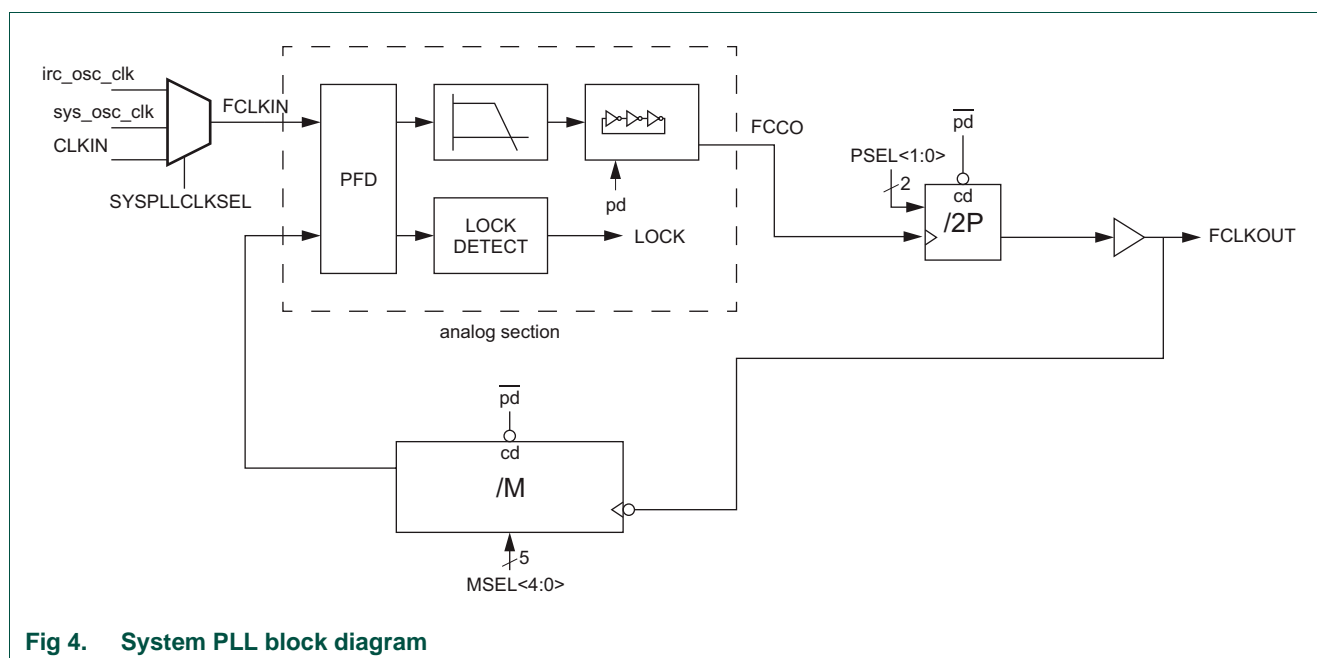 irc_osc_clk
sys_osc_clk
CLKIN
SYSPLLCLKSEL
FCLKIN
PFD
LOCK
DETECT
pd
LOCK
analog section
FCCO
PSEL<1:0>
2
pd
cd
/2P
FCLKOUT
pd
cd
/M
5
MSEL<4:0>
Fig 4. System PLL block diagram